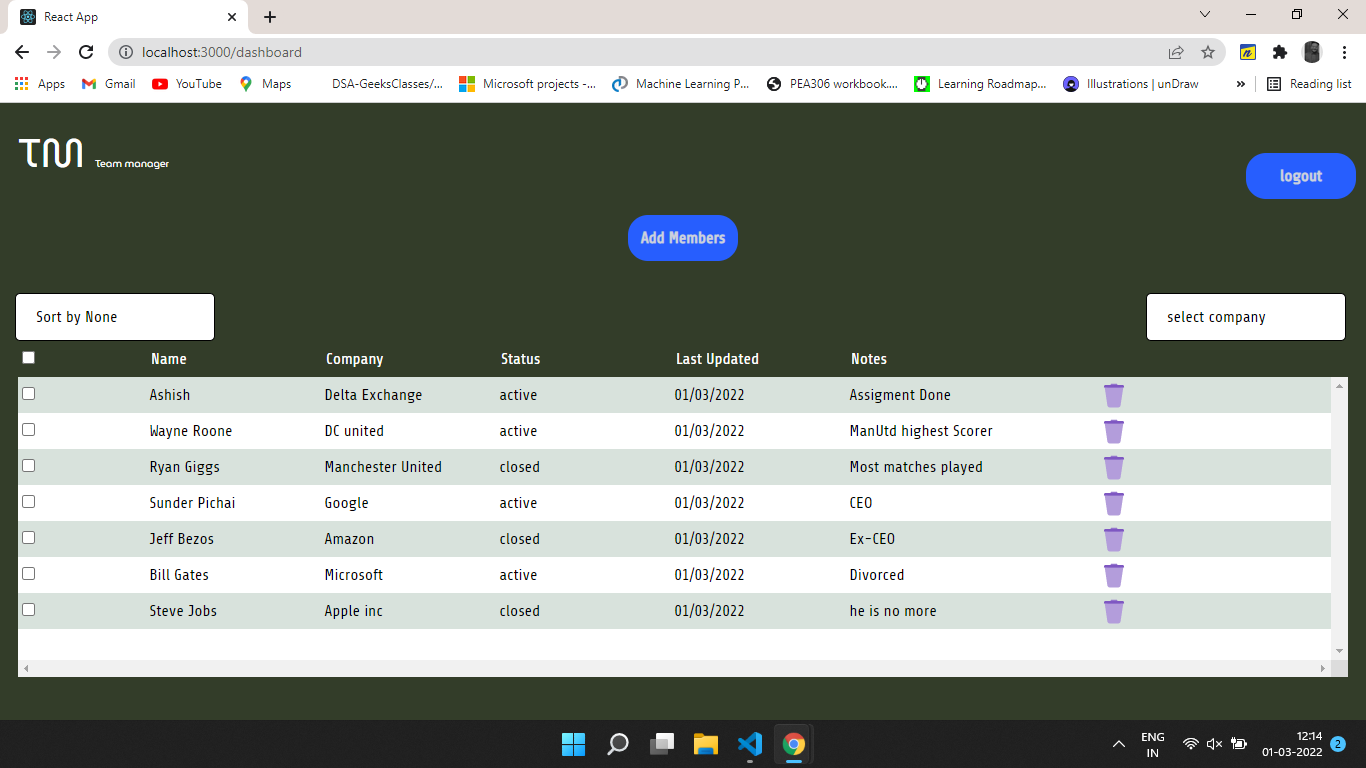 React App
localhost:3000/dashboard
Apps Gmail YouTube Maps DSA-GeeksClasses/... Microsoft projects -... Machine Learning P... PEA306 workbook.... Learning Roadmap... Illustrations | unDraw » Reading list
TM Team manager
logout
Add Members
Sort by None select company
Name Company Status Last Updated Notes
Ashish Delta Exchange active 01/03/2022 Assigment Done
Wayne Roone DC united active 01/03/2022 ManUtd highest Scorer
Ryan Giggs Manchester United closed 01/03/2022 Most matches played
Sunder Pichai Google active 01/03/2022 CEO
Jeff Bezos Amazon closed 01/03/2022 Ex-CEO
Bill Gates Microsoft active 01/03/2022 Divorced
Steve Jobs Apple inc closed 01/03/2022 he is no more
ENG 12:14
IN 01-03-2022 2